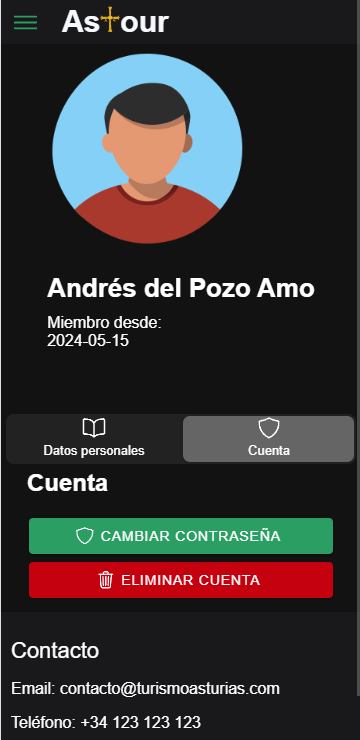 Astour
Andrés del Pozo Amo
Miembro desde:
2024-05-15
Datos personales
Cuenta
Cuenta
CAMBIAR CONTRASEÑA
ELIMINAR CUENTA
Contacto
Email: contacto@turismoasturias.com
Teléfono: +34 123 123 123